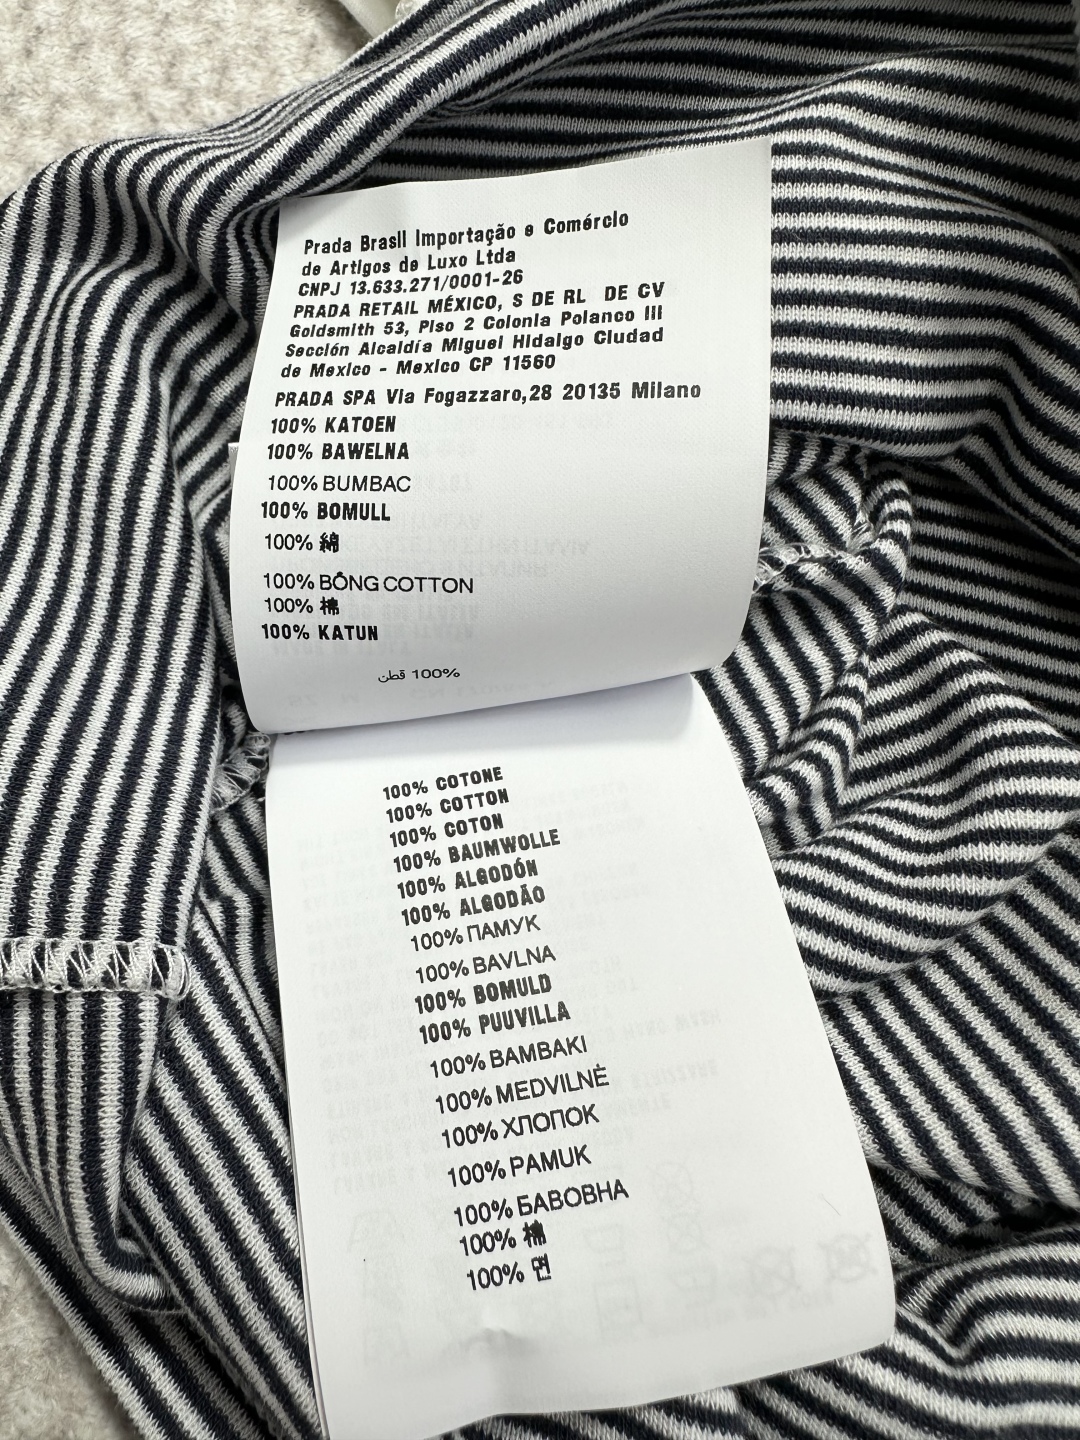 Prada Brasil Importação e Comércio
de Artigos de Luxo Ltda
CNPJ 13.633.271/0001-26
PRADA RETAIL MÉXICO, S DE RL DE CV
Goldsmith 53, Piso 2 Colonia Polanco III
Sección Alcaldía Miguel Hidalgo Ciudad
de Mexico - Mexico CP 11560
PRADA SPA Via Fogazzaro,28 20135 Milano
100% KATOEN
100% BAWELNA
100% BUMBAC
100% BOMULL
100% 綿
100% BÔNG COTTON
100% 棉
100% KATUN
100% قطن
100% COTONE
100% COTTON
100% COTON
100% BAUMWOLLE
100% ALGODÓN
100% ALGODÃO
100% ПАМУК
100% BAVLNA
100% BOMULD
100% PUUVILLA
100% BAMBAKI
100% MEDVILNĖ
100% ХЛОПОК
100% PAMUK
100% БАВОВНА
100% 棉
100% 면